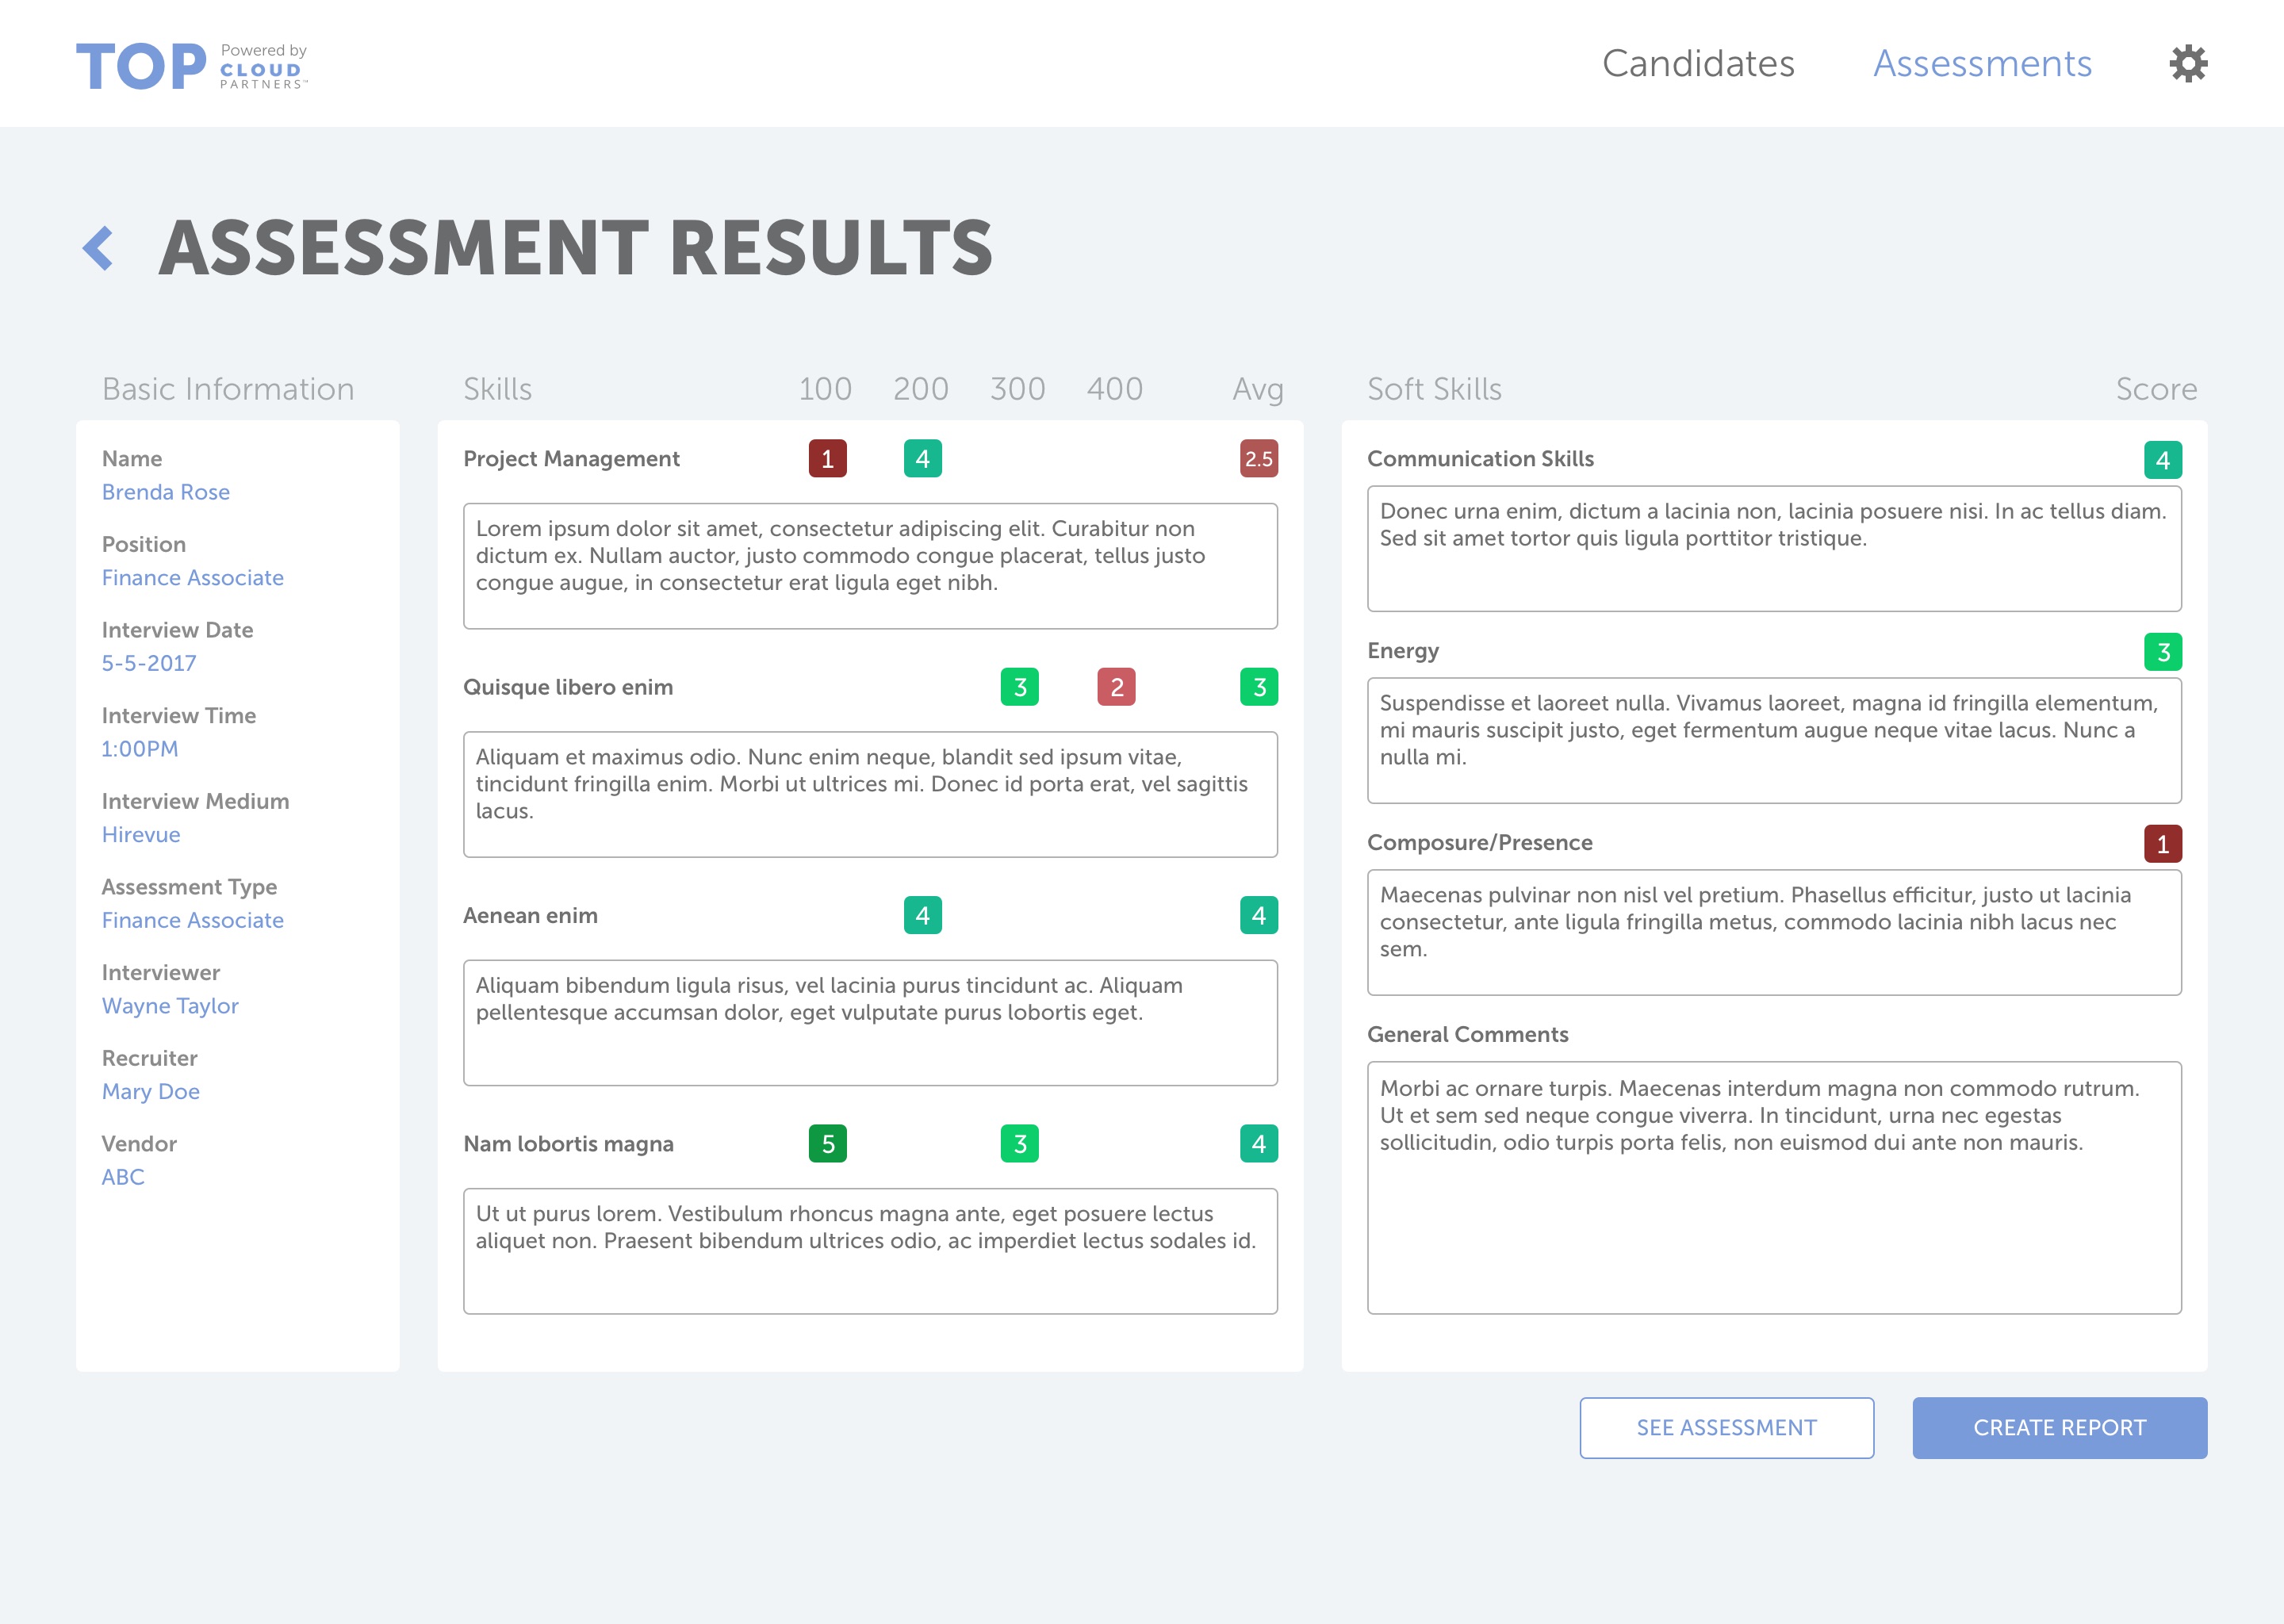 TOP
Powered by
CLOUD
PARTNERS™
Candidates
Assessments
ASSESSMENT RESULTS
Basic Information
Name
Brenda Rose
Position
Finance Associate
Interview Date
5-5-2017
Interview Time
1:00PM
Interview Medium
Hirevue
Assessment Type
Finance Associate
Interviewer
Wayne Taylor
Recruiter
Mary Doe
Vendor
ABC
Skills 100 200 300 400 Avg
Project Management 1 4 2.5
Lorem ipsum dolor sit amet, consectetur adipiscing elit. Curabitur non
dictum ex. Nullam auctor, justo commodo congue placerat, tellus justo
congue augue, in consectetur erat ligula eget nibh.
Quisque libero enim 3 2 3
Aliquam et maximus odio. Nunc enim neque, blandit sed ipsum vitae,
tincidunt fringilla enim. Morbi ut ultrices mi. Donec id porta erat, vel sagittis
lacus.
Aenean enim 4 4
Aliquam bibendum ligula risus, vel lacinia purus tincidunt ac. Aliquam
pellentesque accumsan dolor, eget vulputate purus lobortis eget.
Nam lobortis magna 5 3 4
Ut ut purus lorem. Vestibulum rhoncus magna ante, eget posuere lectus
aliquet non. Praesent bibendum ultrices odio, ac imperdiet lectus sodales id.
Soft Skills Score
Communication Skills 4
Donec urna enim, dictum a lacinia non, lacinia posuere nisi. In ac tellus diam.
Sed sit amet tortor quis ligula porttitor tristique.
Energy 3
Suspendisse et laoreet nulla. Vivamus laoreet, magna id fringilla elementum,
mi mauris suscipit justo, eget fermentum augue neque vitae lacus. Nunc a
nulla mi.
Composure/Presence 1
Maecenas pulvinar non nisl vel pretium. Phasellus efficitur, justo ut lacinia
consectetur, ante ligula fringilla metus, commodo lacinia nibh lacus nec
sem.
General Comments
Morbi ac ornare turpis. Maecenas interdum magna non commodo rutrum.
Ut et sem sed neque congue viverra. In tincidunt, urna nec egestas
sollicitudin, odio turpis porta felis, non euismod dui ante non mauris.
SEE ASSESSMENT
CREATE REPORT